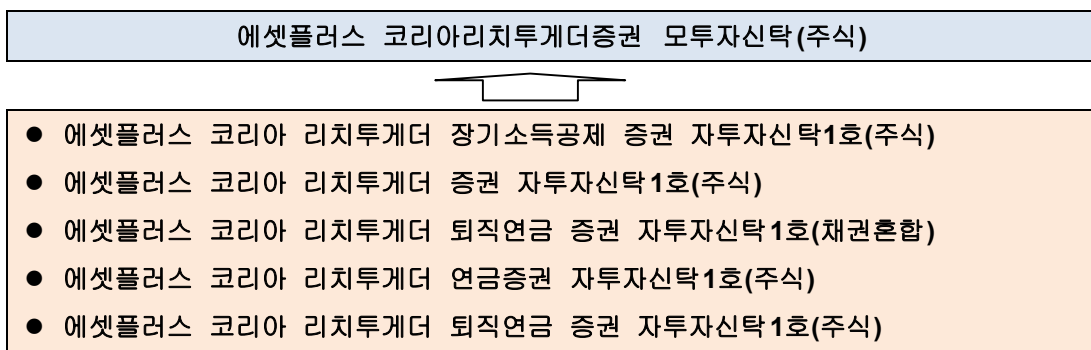 에셋플러스 코리아리치투게더증권 모투자신탁(주식)
● 에셋플러스 코리아 리치투게더 장기소득공제 증권 자투자신탁1호(주식)
● 에셋플러스 코리아 리치투게더 증권 자투자신탁1호(주식)
● 에셋플러스 코리아 리치투게더 퇴직연금 증권 자투자신탁1호(채권혼합)
● 에셋플러스 코리아 리치투게더 연금증권 자투자신탁1호(주식)
● 에셋플러스 코리아 리치투게더 퇴직연금 증권 자투자신탁1호(주식)